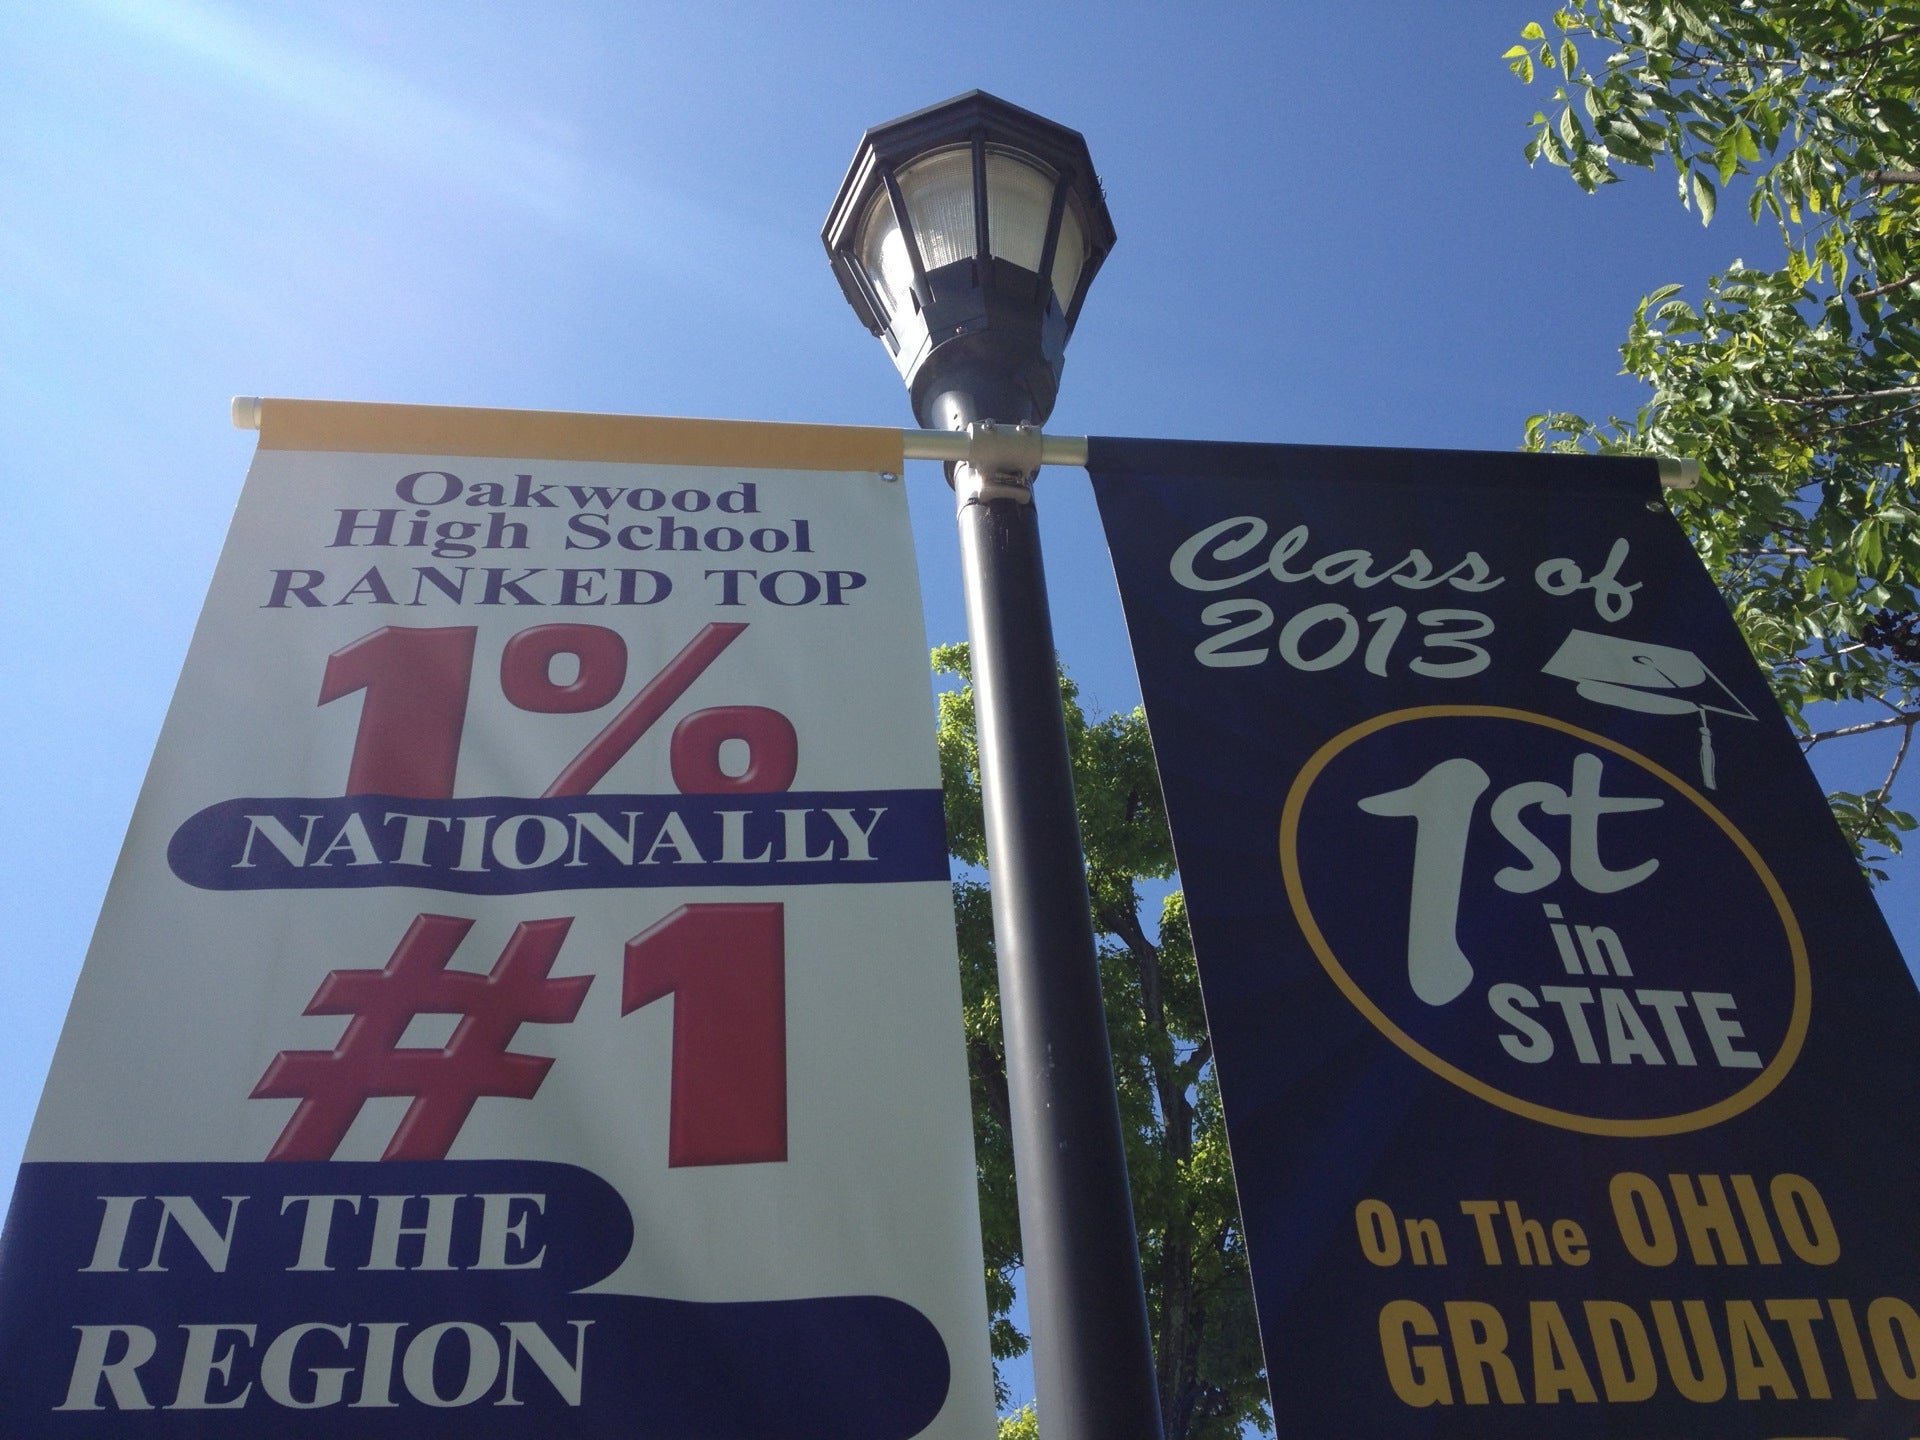 Oakwood
High School
RANKED TOP
1%
NATIONALLY
#1
IN THE
REGION
Class of
2013
1st
in
STATE
On The OHIO
GRADUATIO